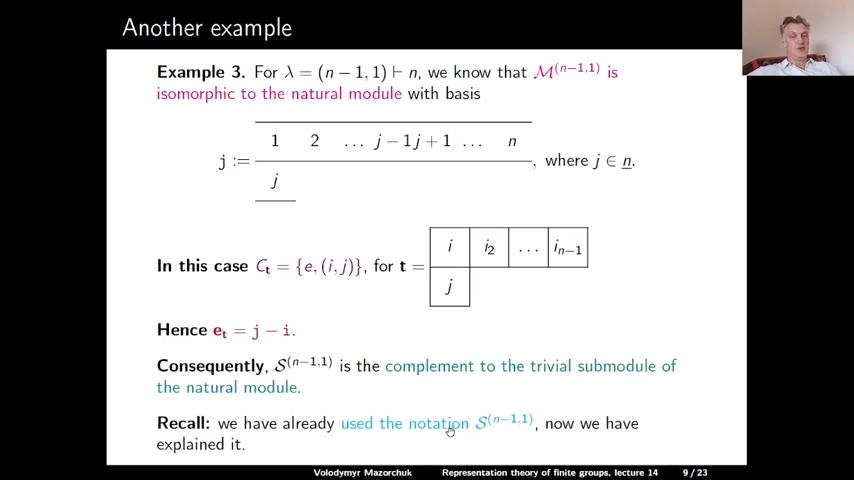 Another example
Example 3. For λ = (n − 1, 1) ⊢ n, we know that M^(n−1,1) is
isomorphic to the natural module with basis
1 2 … j − 1 j + 1 … n
j := , where j ∈ n.
j
i i₂ … iₙ₋₁
In this case C_t = {e, (i, j)}, for t =
j
Hence e_t = j − i.
Consequently, S^(n−1,1) is the complement to the trivial submodule of
the natural module.
Recall: we have already used the notation S^(n−1,1), now we have
explained it.
Volodymyr Mazorchuk Representation theory of finite groups, lecture 14 9 / 23